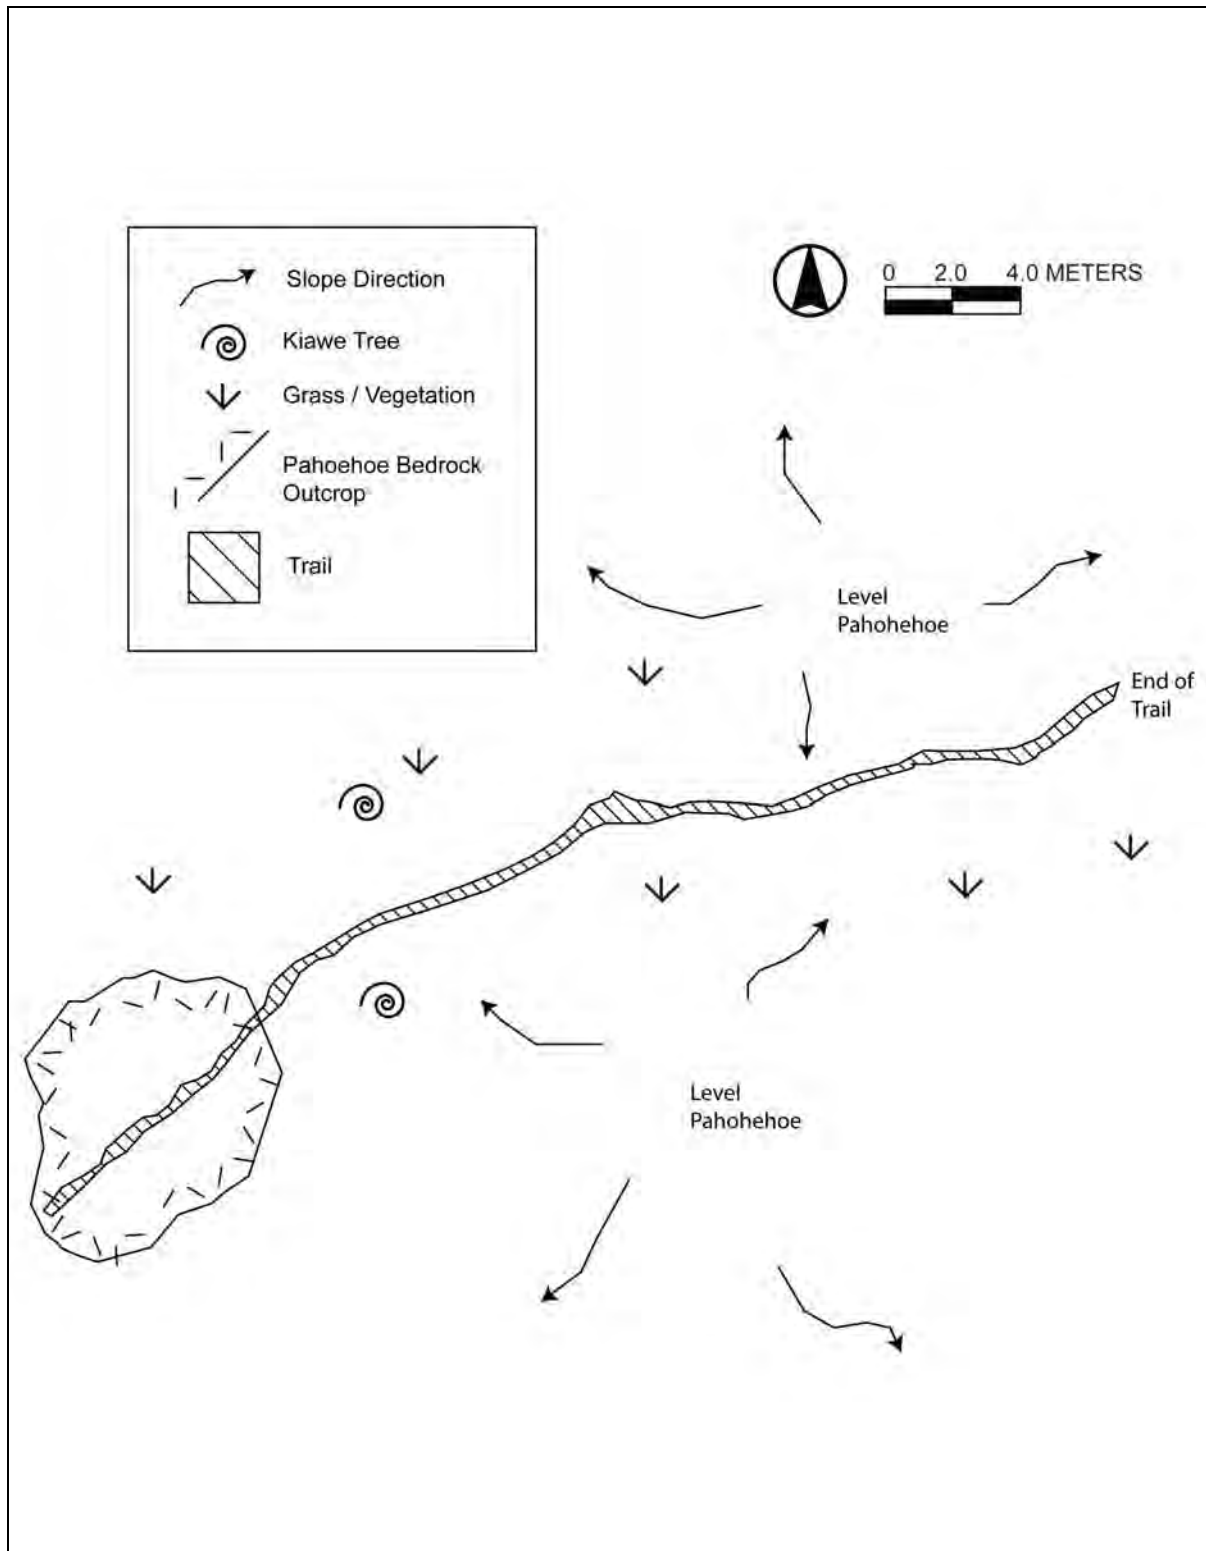 Slope Direction
Kiawe Tree
Grass / Vegetation
Pahoehoe Bedrock
Outcrop
Trail
0 2.0 4.0 METERS
Level
Pahohehoe
End of
Trail
Level
Pahohehoe